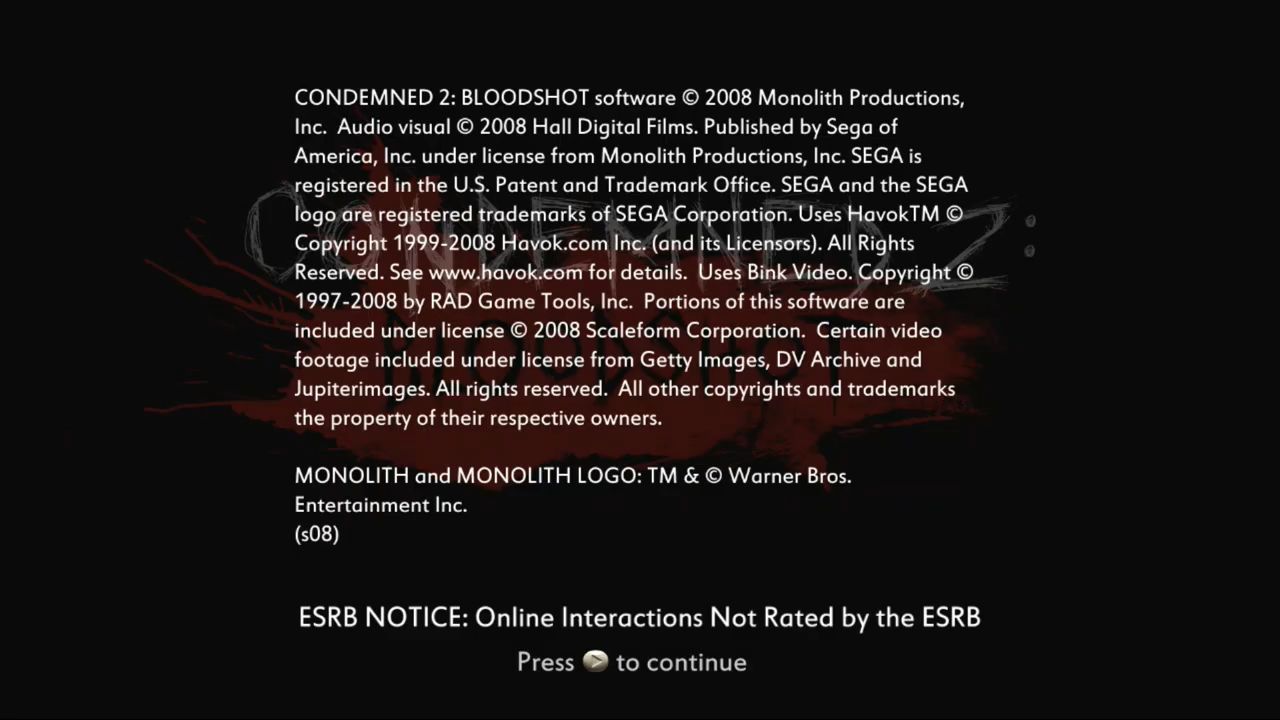 CONDEMNED 2: BLOODSHOT software © 2008 Monolith Productions,
Inc.  Audio visual © 2008 Hall Digital Films. Published by Sega of
America, Inc. under license from Monolith Productions, Inc. SEGA is
registered in the U.S. Patent and Trademark Office. SEGA and the SEGA
logo are registered trademarks of SEGA Corporation. Uses HavokTM ©
Copyright 1999-2008 Havok.com Inc. (and its Licensors). All Rights
Reserved. See www.havok.com for details.  Uses Bink Video. Copyright ©
1997-2008 by RAD Game Tools, Inc.  Portions of this software are
included under license © 2008 Scaleform Corporation.  Certain video
footage included under license from Getty Images, DV Archive and
Jupiterimages. All rights reserved.  All other copyrights and trademarks
the property of their respective owners.
MONOLITH and MONOLITH LOGO: TM & © Warner Bros.
Entertainment Inc.
(s08)
CONDEMNED 2:
BLOODSHOT
ESRB NOTICE: Online Interactions Not Rated by the ESRB
Press to continue